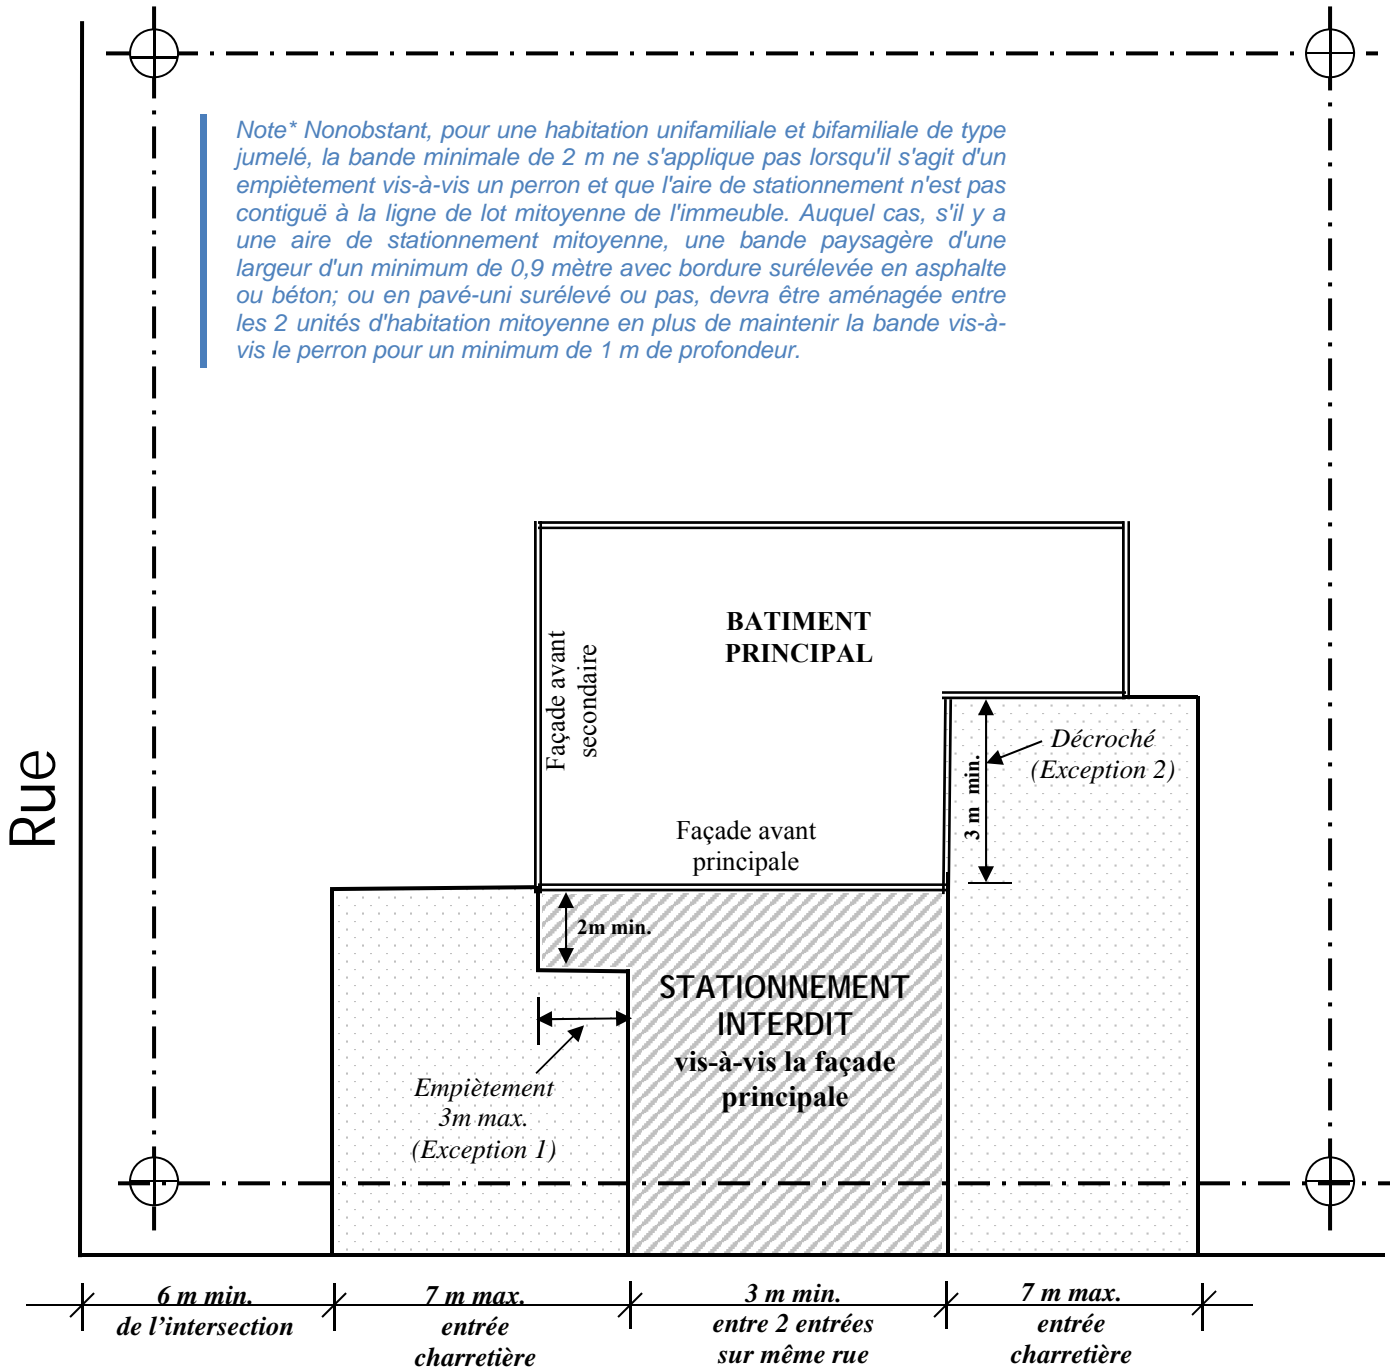 Note* Nonobstant, pour une habitation unifamiliale et bifamiliale de type
jumelé, la bande minimale de 2 m ne s'applique pas lorsqu'il s'agit d'un
empiètement vis-à-vis un perron et que l'aire de stationnement n'est pas
contiguë à la ligne de lot mitoyenne de l'immeuble. Auquel cas, s'il y a
une aire de stationnement mitoyenne, une bande paysagère d'une
largeur d'un minimum de 0,9 mètre avec bordure surélevée en asphalte
ou béton; ou en pavé-uni surélevé ou pas, devra être aménagée entre
les 2 unités d'habitation mitoyenne en plus de maintenir la bande vis-à-
vis le perron pour un minimum de 1 m de profondeur.
BATIMENT
PRINCIPAL
Façade avant
secondaire
Rue
Décroché
(Exception 2)
3 m min.
Façade avant
principale
2m min.
STATIONNEMENT
INTERDIT
vis-à-vis la façade
principale
Empiètement
3m max.
(Exception 1)
6 m min.
de l'intersection
7 m max.
entrée
charretière
3 m min.
entre 2 entrées
sur même rue
7 m max.
entrée
charretière